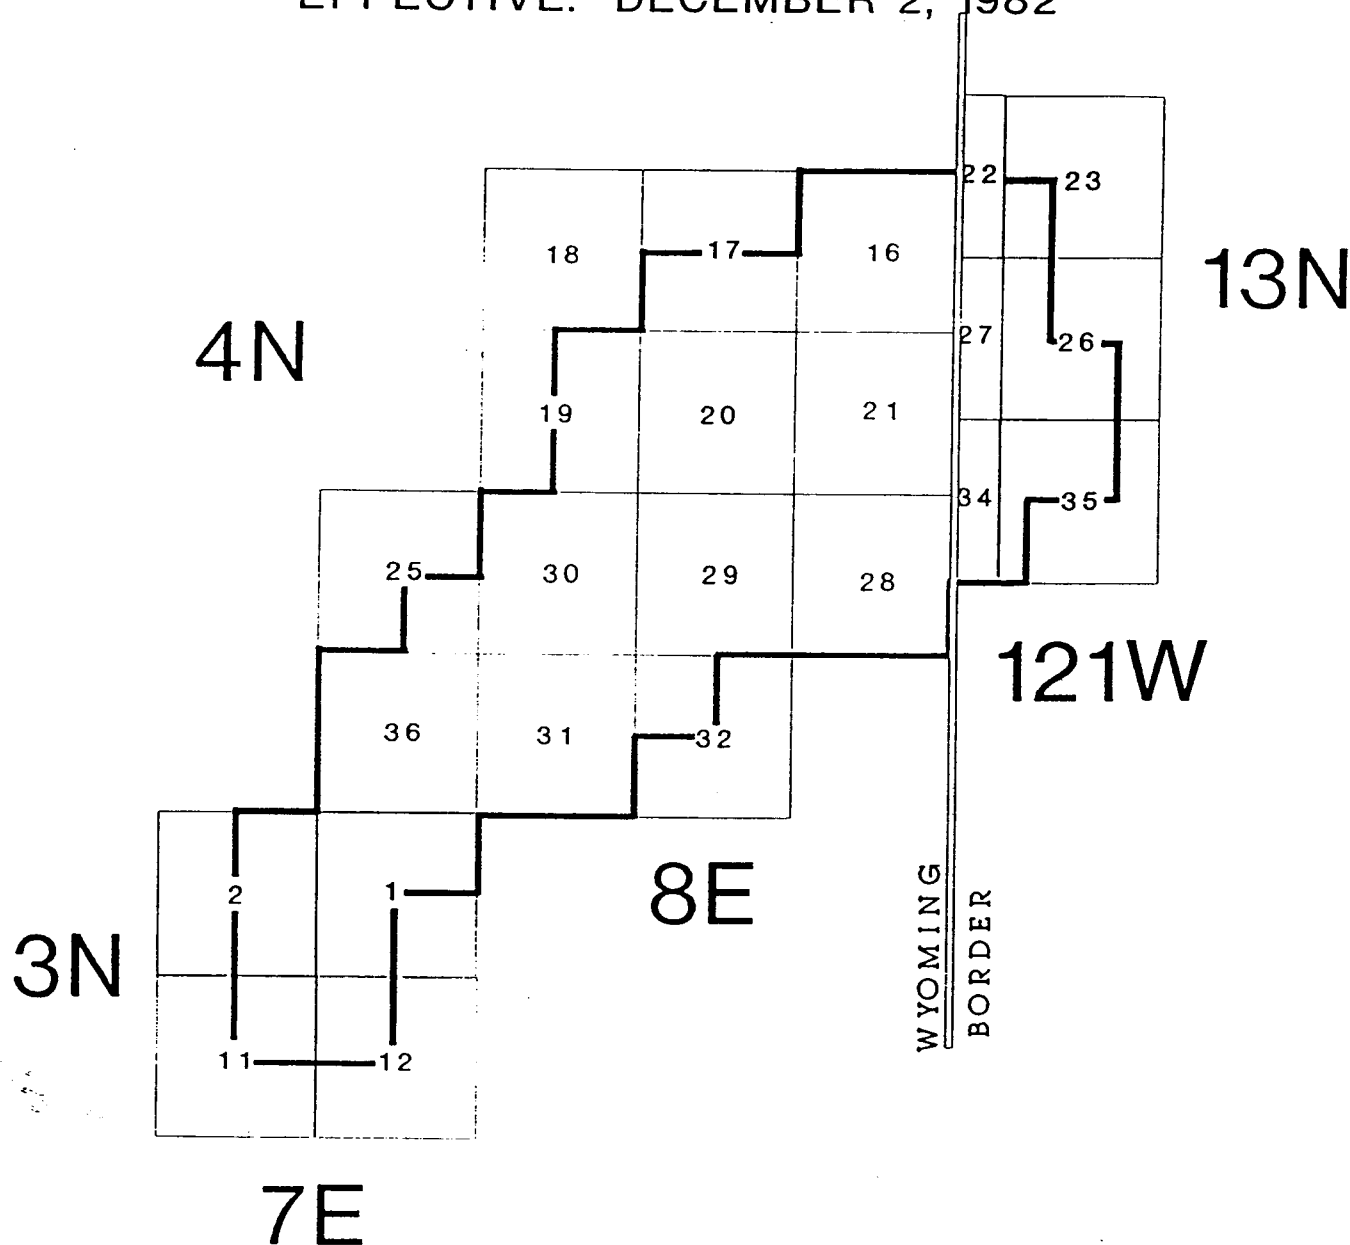 EFFECTIVE: DECEMBER 2, 1982
22 23
18 17 16
13N
4N
27 26
19 20 21
34 35
25 30 29 28
121W
36 31 32
2 1
8E
WYOMING
BORDER
3N
11 12
7E